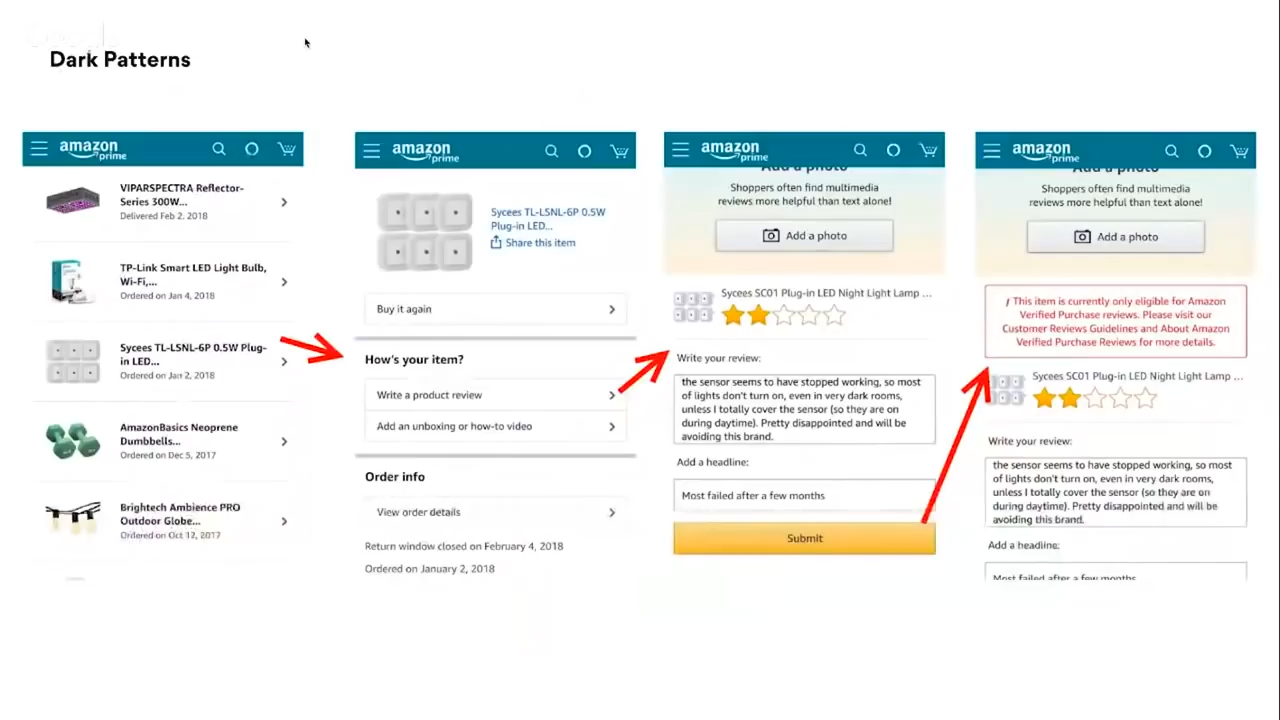 Dark Patterns
amazon
prime
VIPARSPECTRA Reflector-
Series 300W...
Delivered Feb 2, 2018
TP-Link Smart LED Light Bulb,
Wi-Fi,...
Ordered on Jan 4, 2018
Sycees TL-LSNL-6P 0.5W Plug-
in LED...
Ordered on Jan 2, 2018
AmazonBasics Neoprene
Dumbbells...
Ordered on Dec 5, 2017
Brightech Ambience PRO
Outdoor Globe...
Ordered on Oct 12, 2017
amazon
prime
Sycees TL-LSNL-6P 0.5W
Plug-in LED...
Share this item
Buy it again
How's your item?
Write a product review
Add an unboxing or how-to video
Order info
View order details
Return window closed on February 4, 2018
Ordered on January 2, 2018
amazon
prime
Add a photo
Shoppers often find multimedia
reviews more helpful than text alone!
Add a photo
Sycees SC01 Plug-in LED Night Light Lamp ...
Write your review:
the sensor seems to have stopped working, so most
of lights don't turn on, even in very dark rooms,
unless I totally cover the sensor (so they are on
during daytime). Pretty disappointed and will be
avoiding this brand.
Add a headline:
Most failed after a few months
Submit
amazon
prime
Add a photo
Shoppers often find multimedia
reviews more helpful than text alone!
Add a photo
! This item is currently only eligible for Amazon
Verified Purchase reviews. Please visit our
Customer Reviews Guidelines and About Amazon
Verified Purchase Reviews for more details.
Sycees SC01 Plug-in LED Night Light Lamp ...
Write your review:
the sensor seems to have stopped working, so most
of lights don't turn on, even in very dark rooms,
unless I totally cover the sensor (so they are on
during daytime). Pretty disappointed and will be
avoiding this brand.
Add a headline:
Most failed after a few months